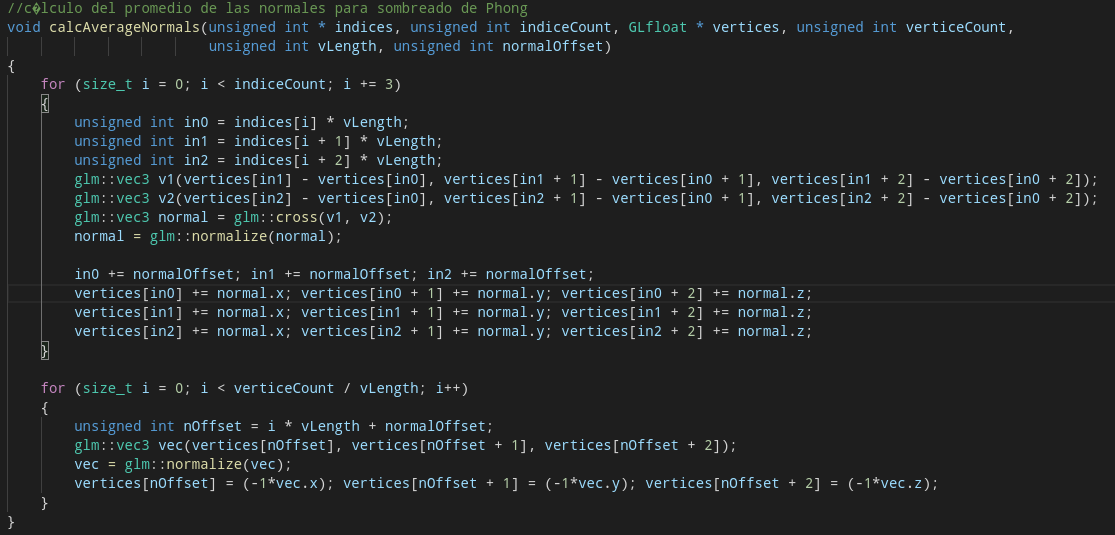 //c�lculo del promedio de las normales para sombreado de Phong
void calcAverageNormals(unsigned int * indices, unsigned int indiceCount, GLfloat * vertices, unsigned int verticeCount,
                        unsigned int vLength, unsigned int normalOffset)
{
    for (size_t i = 0; i < indiceCount; i += 3)
    {
        unsigned int in0 = indices[i] * vLength;
        unsigned int in1 = indices[i + 1] * vLength;
        unsigned int in2 = indices[i + 2] * vLength;
        glm::vec3 v1(vertices[in1] - vertices[in0], vertices[in1 + 1] - vertices[in0 + 1], vertices[in1 + 2] - vertices[in0 + 2]);
        glm::vec3 v2(vertices[in2] - vertices[in0], vertices[in2 + 1] - vertices[in0 + 1], vertices[in2 + 2] - vertices[in0 + 2]);
        glm::vec3 normal = glm::cross(v1, v2);
        normal = glm::normalize(normal);

        in0 += normalOffset; in1 += normalOffset; in2 += normalOffset;
        vertices[in0] += normal.x; vertices[in0 + 1] += normal.y; vertices[in0 + 2] += normal.z;
        vertices[in1] += normal.x; vertices[in1 + 1] += normal.y; vertices[in1 + 2] += normal.z;
        vertices[in2] += normal.x; vertices[in2 + 1] += normal.y; vertices[in2 + 2] += normal.z;
    }

    for (size_t i = 0; i < verticeCount / vLength; i++)
    {
        unsigned int nOffset = i * vLength + normalOffset;
        glm::vec3 vec(vertices[nOffset], vertices[nOffset + 1], vertices[nOffset + 2]);
        vec = glm::normalize(vec);
        vertices[nOffset] = (-1*vec.x); vertices[nOffset + 1] = (-1*vec.y); vertices[nOffset + 2] = (-1*vec.z);
    }
}